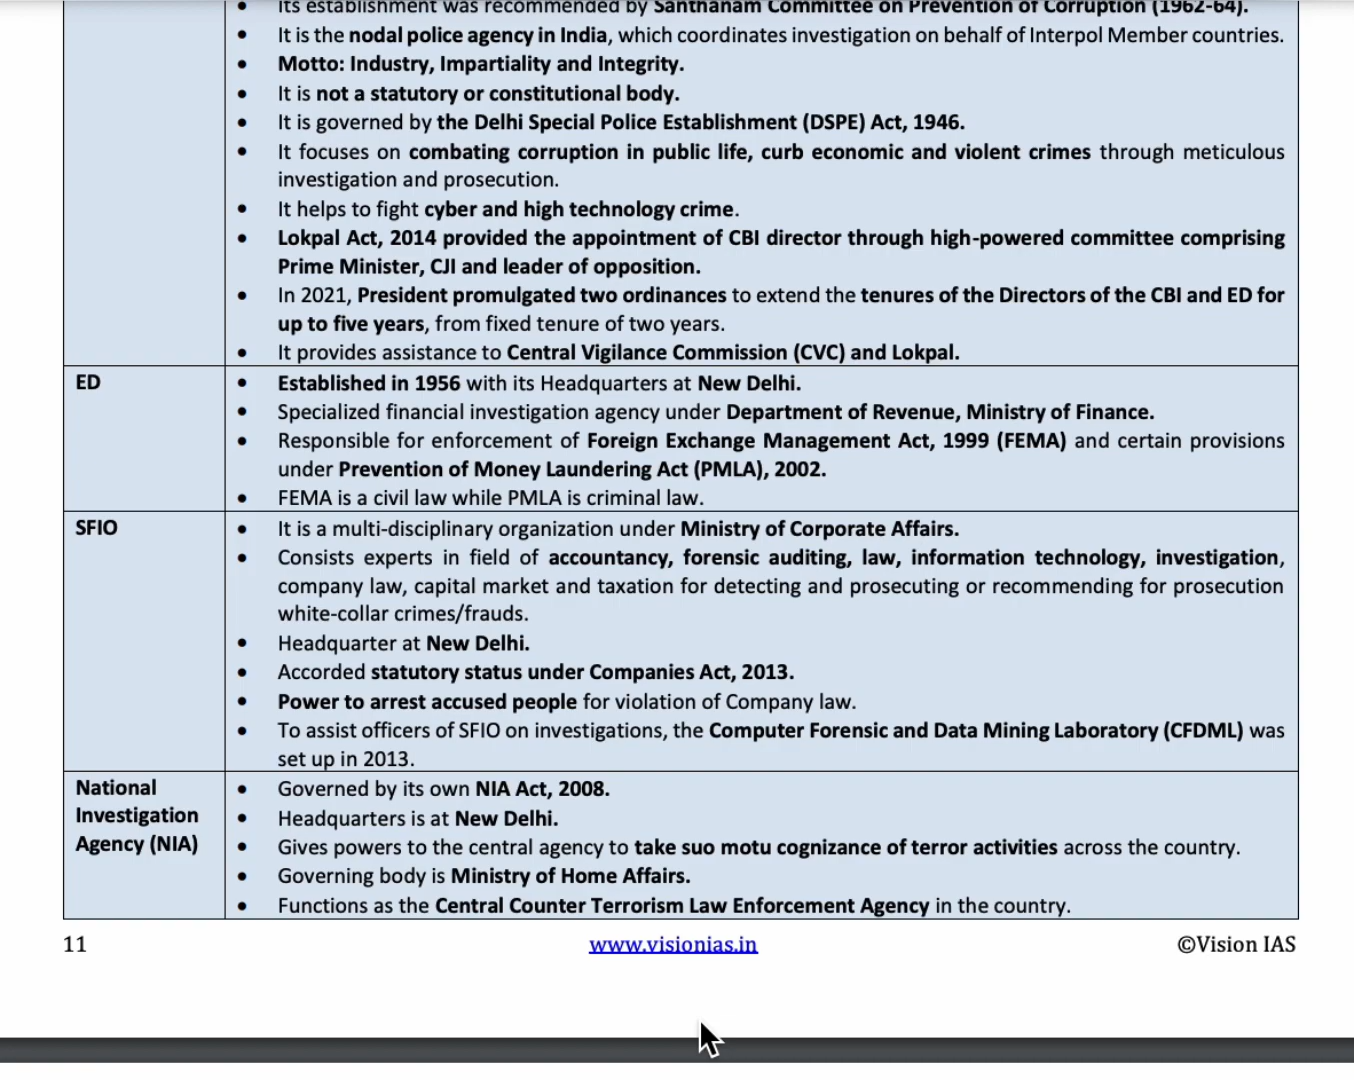 Its establishment was recommended by Santhanam Committee on Prevention of Corruption (1962-64).
• It is the nodal police agency in India, which coordinates investigation on behalf of Interpol Member countries.
• Motto: Industry, Impartiality and Integrity.
• It is not a statutory or constitutional body.
• It is governed by the Delhi Special Police Establishment (DSPE) Act, 1946.
• It focuses on combating corruption in public life, curb economic and violent crimes through meticulous
investigation and prosecution.
• It helps to fight cyber and high technology crime.
• Lokpal Act, 2014 provided the appointment of CBI director through high-powered committee comprising
Prime Minister, CJI and leader of opposition.
• In 2021, President promulgated two ordinances to extend the tenures of the Directors of the CBI and ED for
up to five years, from fixed tenure of two years.
• It provides assistance to Central Vigilance Commission (CVC) and Lokpal.
ED
• Established in 1956 with its Headquarters at New Delhi.
• Specialized financial investigation agency under Department of Revenue, Ministry of Finance.
• Responsible for enforcement of Foreign Exchange Management Act, 1999 (FEMA) and certain provisions
under Prevention of Money Laundering Act (PMLA), 2002.
• FEMA is a civil law while PMLA is criminal law.
SFIO
• It is a multi-disciplinary organization under Ministry of Corporate Affairs.
• Consists experts in field of accountancy, forensic auditing, law, information technology, investigation,
company law, capital market and taxation for detecting and prosecuting or recommending for prosecution
white-collar crimes/frauds.
• Headquarter at New Delhi.
• Accorded statutory status under Companies Act, 2013.
• Power to arrest accused people for violation of Company law.
• To assist officers of SFIO on investigations, the Computer Forensic and Data Mining Laboratory (CFDML) was
set up in 2013.
National
Investigation
Agency (NIA)
• Governed by its own NIA Act, 2008.
• Headquarters is at New Delhi.
• Gives powers to the central agency to take suo motu cognizance of terror activities across the country.
• Governing body is Ministry of Home Affairs.
• Functions as the Central Counter Terrorism Law Enforcement Agency in the country.
11
www.visionias.in
©Vision IAS